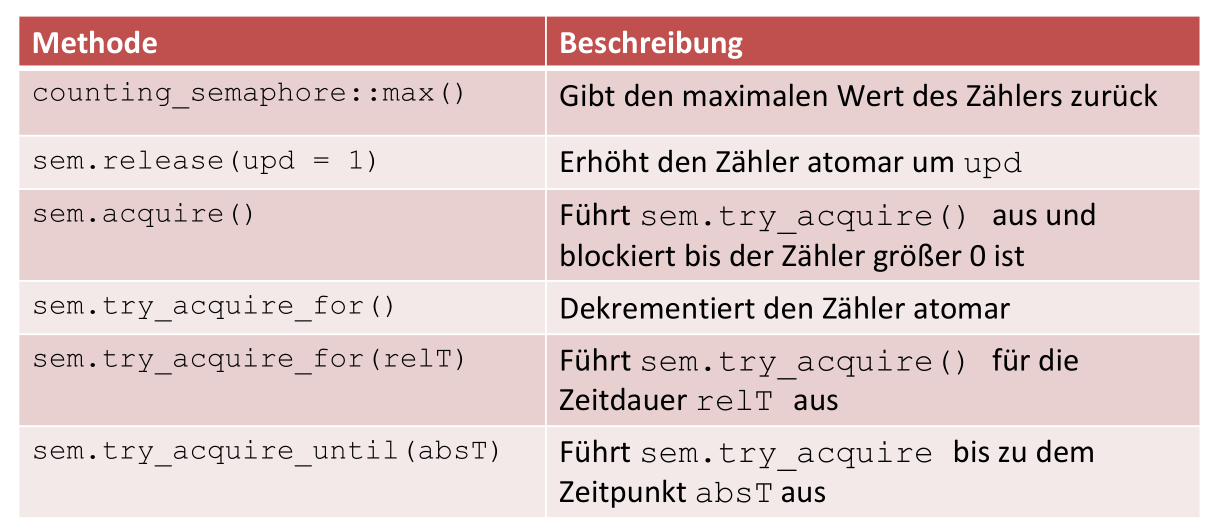 Methode Beschreibung
counting_semaphore::max() Gibt den maximalen Wert des Zählers zurück
sem.release(upd = 1) Erhöht den Zähler atomar um upd
sem.acquire() Führt sem.try_acquire() aus und
blockiert bis der Zähler größer 0 ist
sem.try_acquire_for() Dekrementiert den Zähler atomar
sem.try_acquire_for(relT) Führt sem.try_acquire() für die
Zeitdauer relT aus
sem.try_acquire_until(absT) Führt sem.try_acquire bis zu dem
Zeitpunkt absT aus